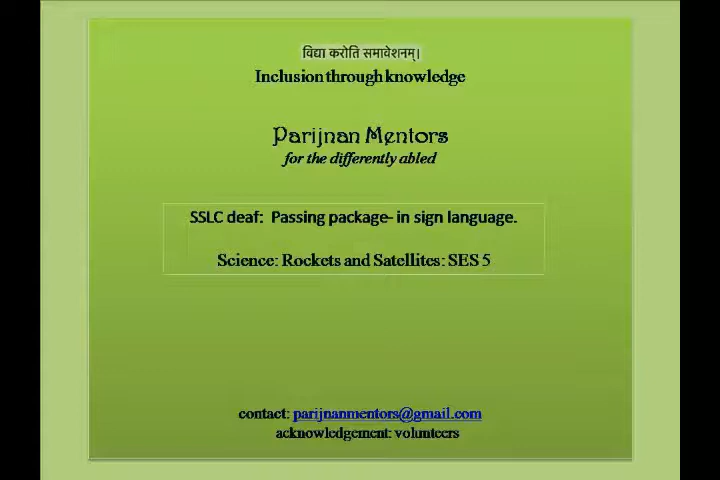 विद्या करोति समावेशनम्।
Inclusion through knowledge
Parijnan Mentors
for the differently abled
SSLC deaf: Passing package- in sign language.
Science: Rockets and Satellites: SES 5
contact: parijnanmentors@gmail.com
acknowledgement: volunteers